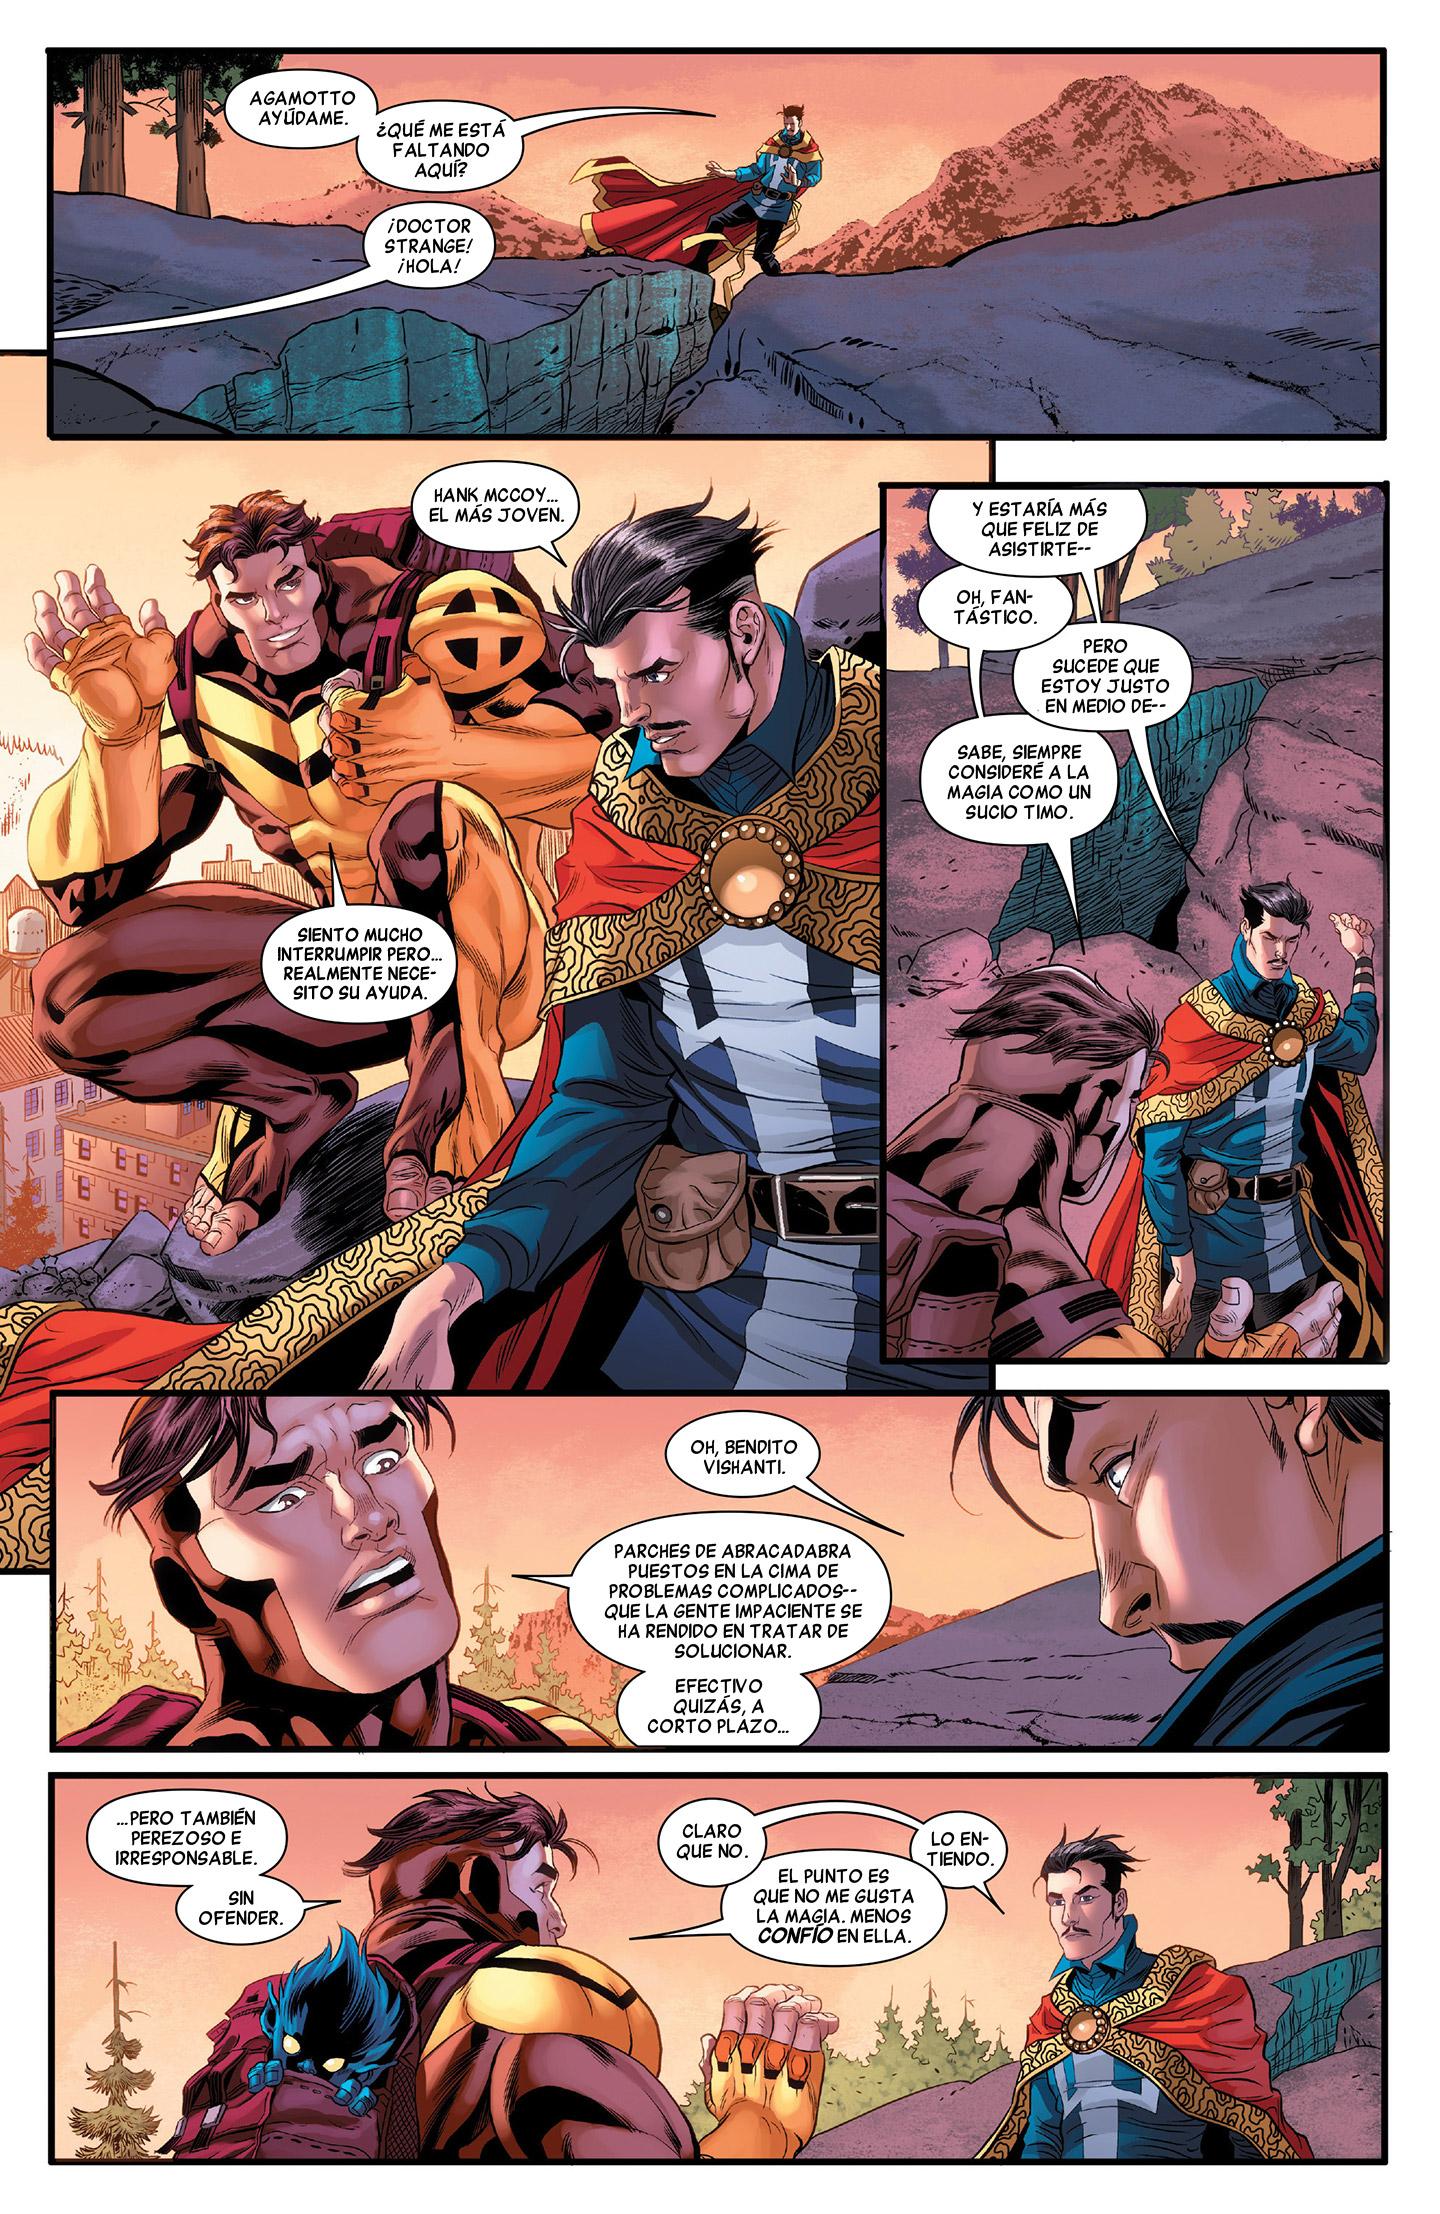 AGAMOTTO
AYÚDAME.
¿QUÉ ME ESTÁ
FALTANDO
AQUÍ?
¡DOCTOR
STRANGE!
¡HOLA!
HANK MCCOY...
EL MÁS JOVEN.
SIENTO MUCHO
INTERRUMPIR PERO...
REALMENTE NECE-
SITO SU AYUDA.
Y ESTARÍA MÁS
QUE FELIZ DE
ASISTIRTE--
OH, FAN-
TÁSTICO.
PERO
SUCEDE QUE
ESTOY JUSTO
EN MEDIO DE--
SABE, SIEMPRE
CONSIDERÉ A LA
MAGIA COMO UN
SUCIO TIMO.
OH, BENDITO
VISHANTI.
PARCHES DE ABRACADABRA
PUESTOS EN LA CIMA DE
PROBLEMAS COMPLICADOS--
QUE LA GENTE IMPACIENTE SE
HA RENDIDO EN TRATAR DE
SOLUCIONAR.
EFECTIVO
QUIZÁS, A
CORTO PLAZO...
...PERO TAMBIÉN
PEREZOSO E
IRRESPONSABLE.
SIN
OFENDER.
CLARO
QUE NO.
EL PUNTO ES
QUE NO ME GUSTA
LA MAGIA. MENOS
CONFÍO EN ELLA.
LO EN-
TIENDO.